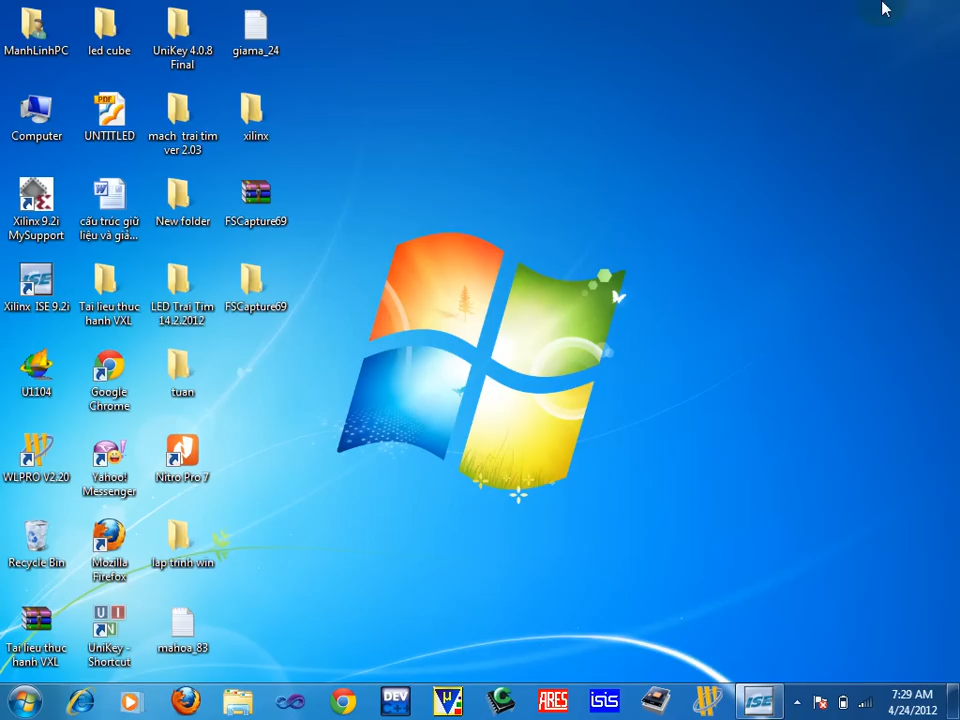 ManhLinhPC
led cube
UniKey 4.0.8
Final
giama_24
Computer
PDF
UNTITLED
mach trai tim
ver 2.03
xilinx
Xilinx 9.2i
MySupport
W
cấu trúc giữ
liệu và giả...
New folder
FSCapture69
ISE
Xilinx ISE 9.2i
Tai lieu thuc
hanh VXL
LED Trai Tim
14.2.2012
FSCapture69
U1104
Google
Chrome
tuan
WLPRO V2.20
Yahoo!
Messenger
Nitro Pro 7
Recycle Bin
Mozilla
Firefox
lap trinh win
Tai lieu thuc
hanh VXL
U I
N
UniKey -
Shortcut
mahoa_83
DEV
C++
ARES
isis
ISE
7:29 AM
4/24/2012